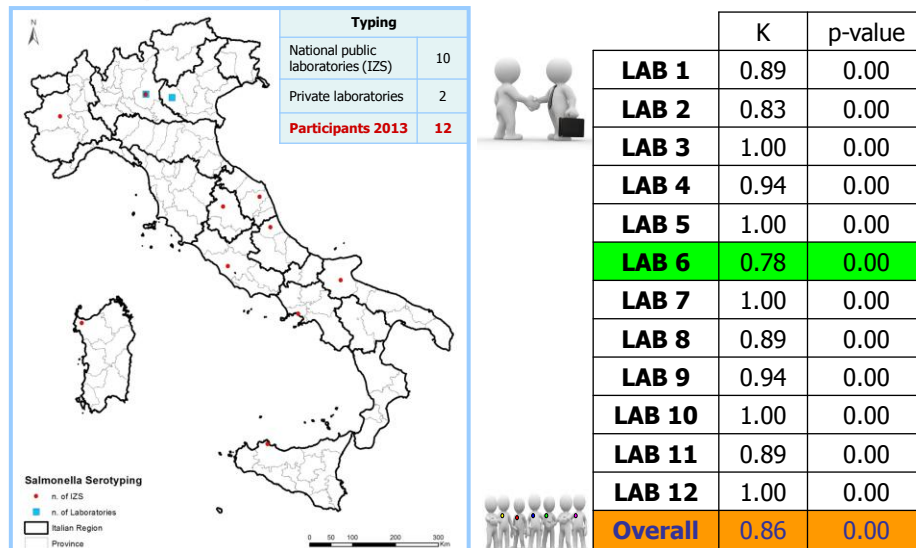 N
Typing
National public
laboratories (IZS) 10
Private laboratories 2
Participants 2013 12
Salmonella Serotyping
n. of IZS
n. of Laboratories
Italian Region
Province
0 50 100 200 300
Km
K p-value
LAB 1 0.89 0.00
LAB 2 0.83 0.00
LAB 3 1.00 0.00
LAB 4 0.94 0.00
LAB 5 1.00 0.00
LAB 6 0.78 0.00
LAB 7 1.00 0.00
LAB 8 0.89 0.00
LAB 9 0.94 0.00
LAB 10 1.00 0.00
LAB 11 0.89 0.00
LAB 12 1.00 0.00
Overall 0.86 0.00